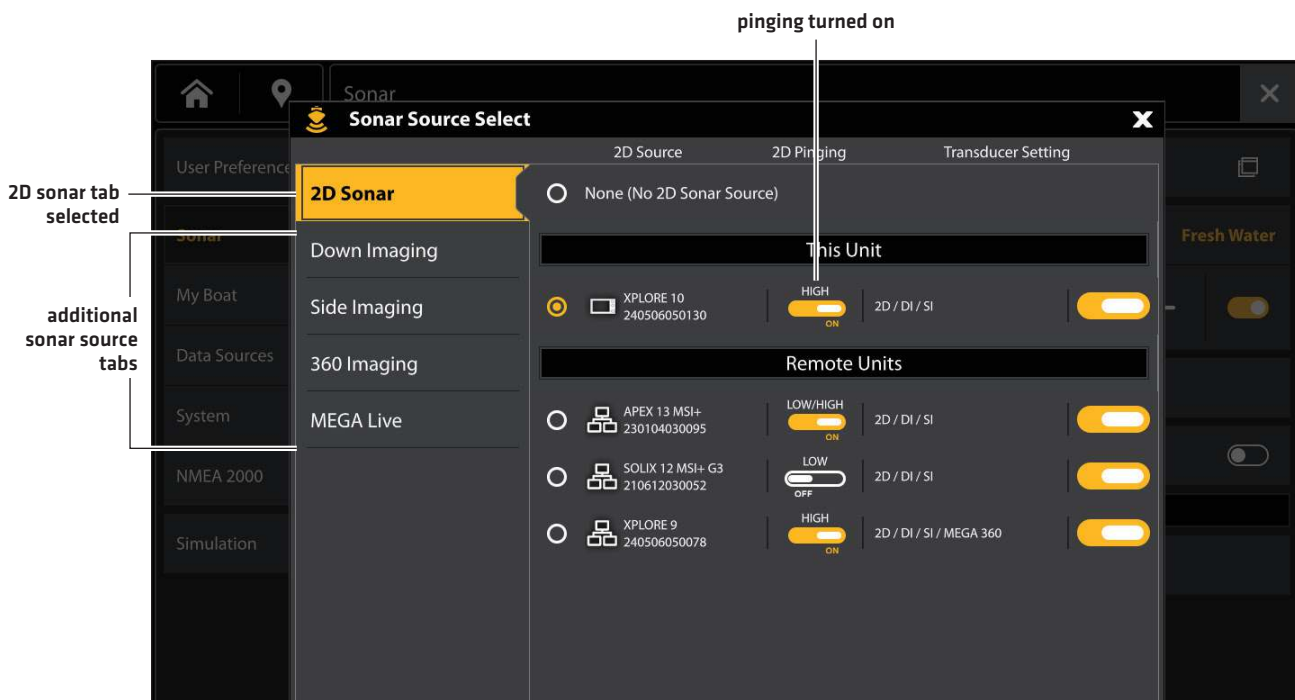 pinging turned on
Sonar
Sonar Source Select
X
2D Source
2D Pinging
Transducer Setting
User Preference
2D sonar tab
selected
2D Sonar
None (No 2D Sonar Source)
Sonar
Fresh Water
Down Imaging
This Unit
additional
sonar source
tabs
My Boat
Side Imaging
XPLORE 10
240506050130
HIGH
ON
2D / DI / SI
Data Sources
360 Imaging
Remote Units
System
MEGA Live
APEX 13 MSI+
230104030095
LOW/HIGH
ON
2D / DI / SI
NMEA 2000
SOLIX 12 MSI+ G3
210612030052
LOW
OFF
2D / DI / SI
Simulation
XPLORE 9
240506050078
HIGH
ON
2D / DI / SI / MEGA 360